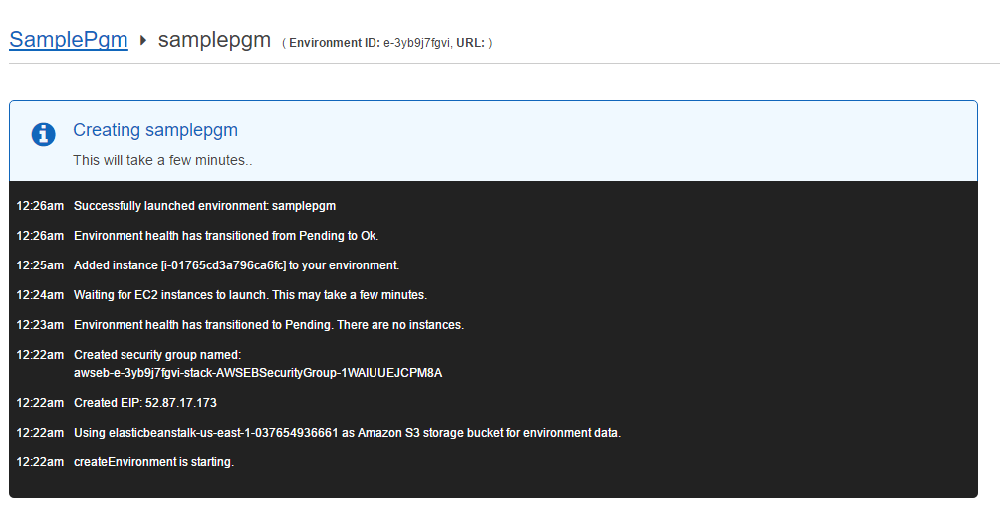 SamplePgm ▸ samplepgm ( Environment ID: e-3yb9j7fgvi, URL: )
Creating samplepgm
This will take a few minutes..
12:26am Successfully launched environment: samplepgm
12:26am Environment health has transitioned from Pending to Ok.
12:25am Added instance [i-01765cd3a796ca6fc] to your environment.
12:24am Waiting for EC2 instances to launch. This may take a few minutes.
12:23am Environment health has transitioned to Pending. There are no instances.
12:22am Created security group named:
awseb-e-3yb9j7fgvi-stack-AWSEBSecurityGroup-1WAIUUEJCPM8A
12:22am Created EIP: 52.87.17.173
12:22am Using elasticbeanstalk-us-east-1-037654936661 as Amazon S3 storage bucket for environment data.
12:22am createEnvironment is starting.